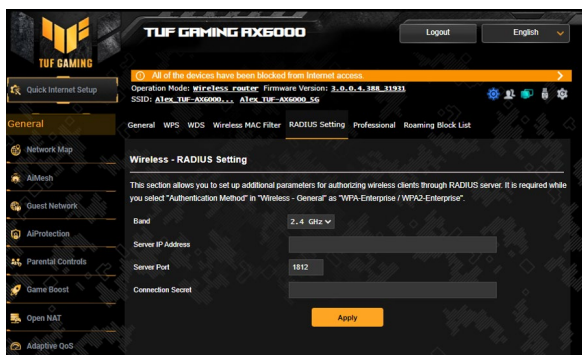 TUF GAMING AX6000
Logout
English
TUF GAMING
All of the devices have been blocked from Internet access.
Quick Internet Setup
Operation Mode: Wireless router Firmware Version: 3.0.0.4.388_31931
SSID: Alex_TUF-AX6000... Alex_TUF-AX6000_5G
General
General WPS WDS Wireless MAC Filter RADIUS Setting Professional Roaming Block List
Network Map
AiMesh
Guest Network
AiProtection
Parental Controls
Game Boost
Open NAT
Adaptive QoS
Wireless - RADIUS Setting
This section allows you to set up additional parameters for authorizing wireless clients through RADIUS server. It is required while
you select "Authentication Method" in "Wireless - General" as "WPA-Enterprise / WPA2-Enterprise".
Band 2.4 GHz
Server IP Address
Server Port 1812
Connection Secret
Apply